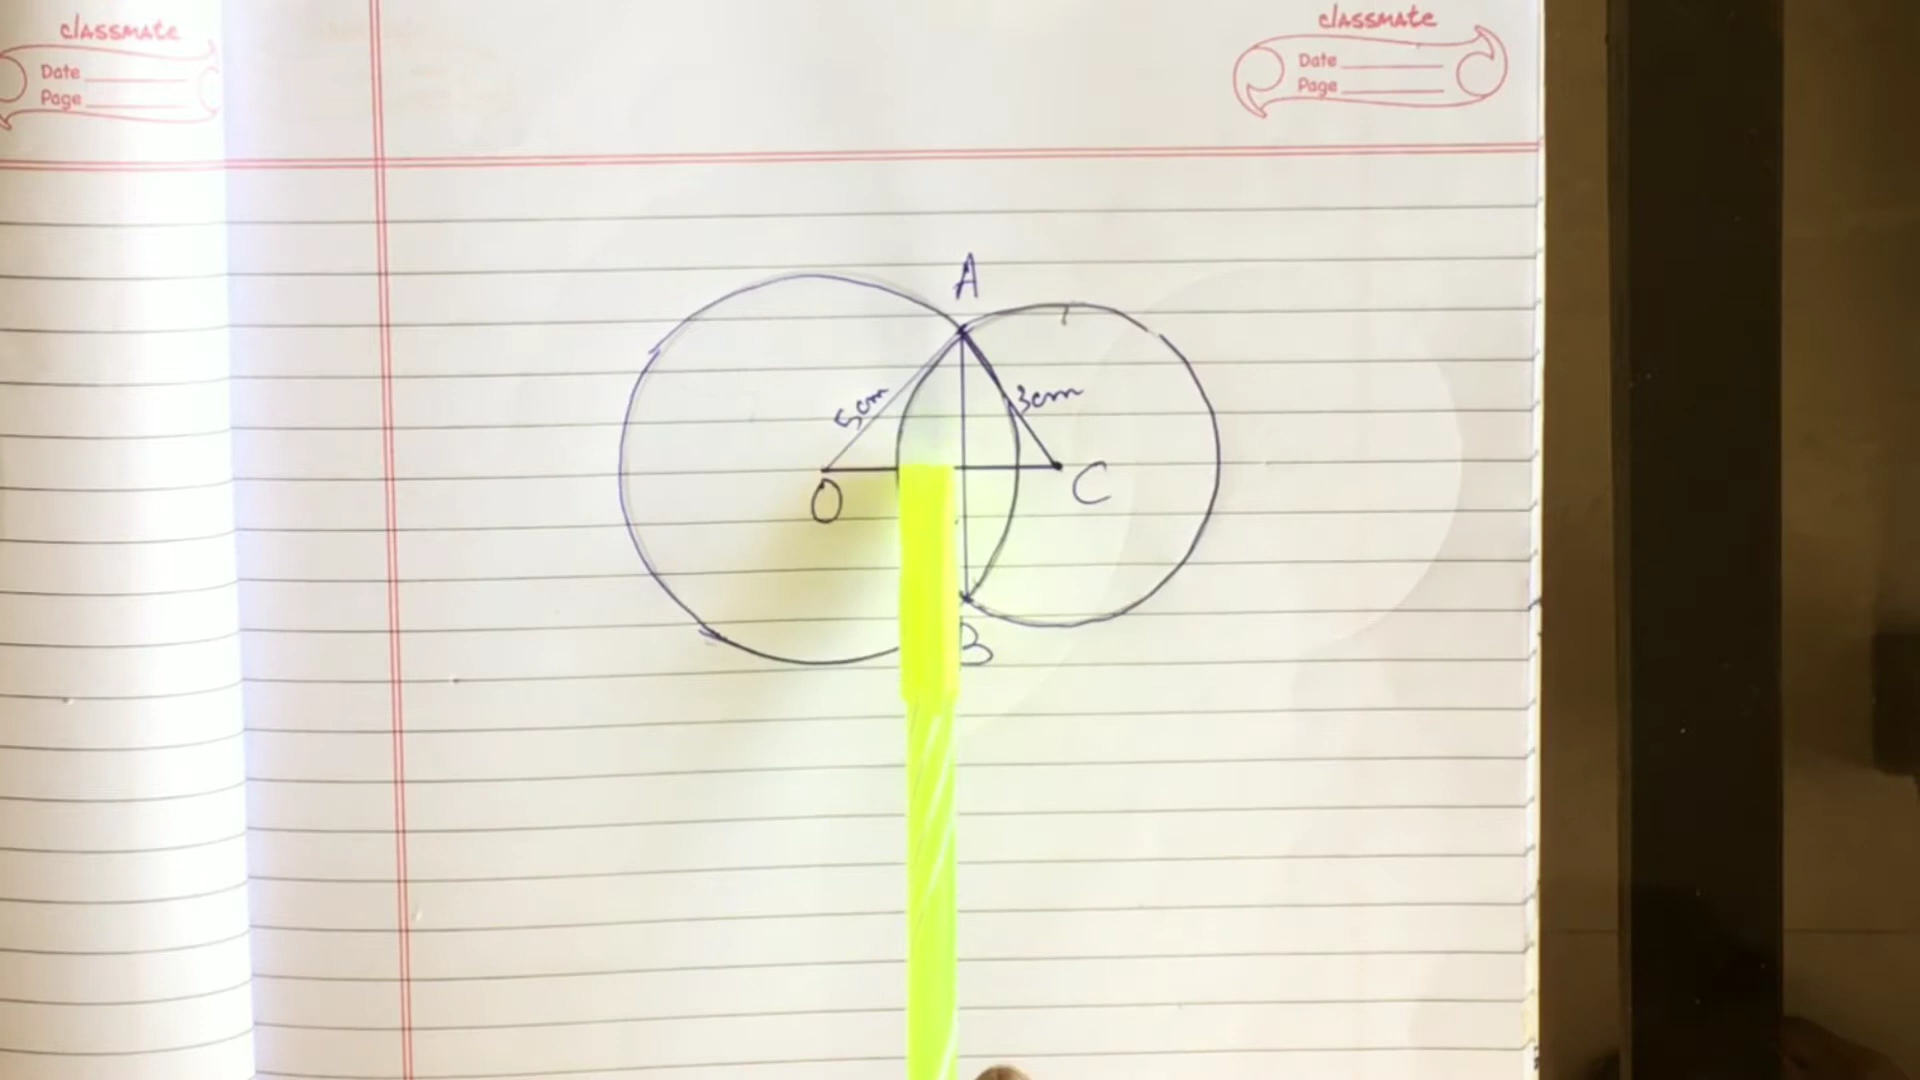 classmate
Date
Page
classmate
Date
Page
A
5cm
3cm
O
C
B